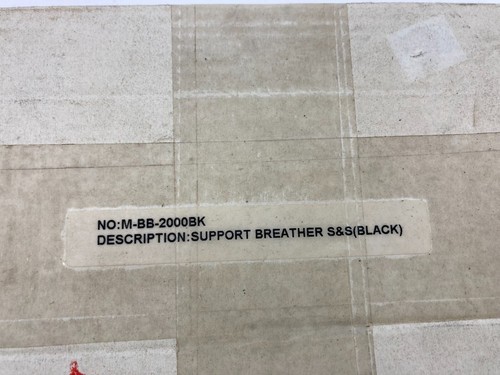 NO:M-BB-2000BK
DESCRIPTION:SUPPORT BREATHER S&S(BLACK)